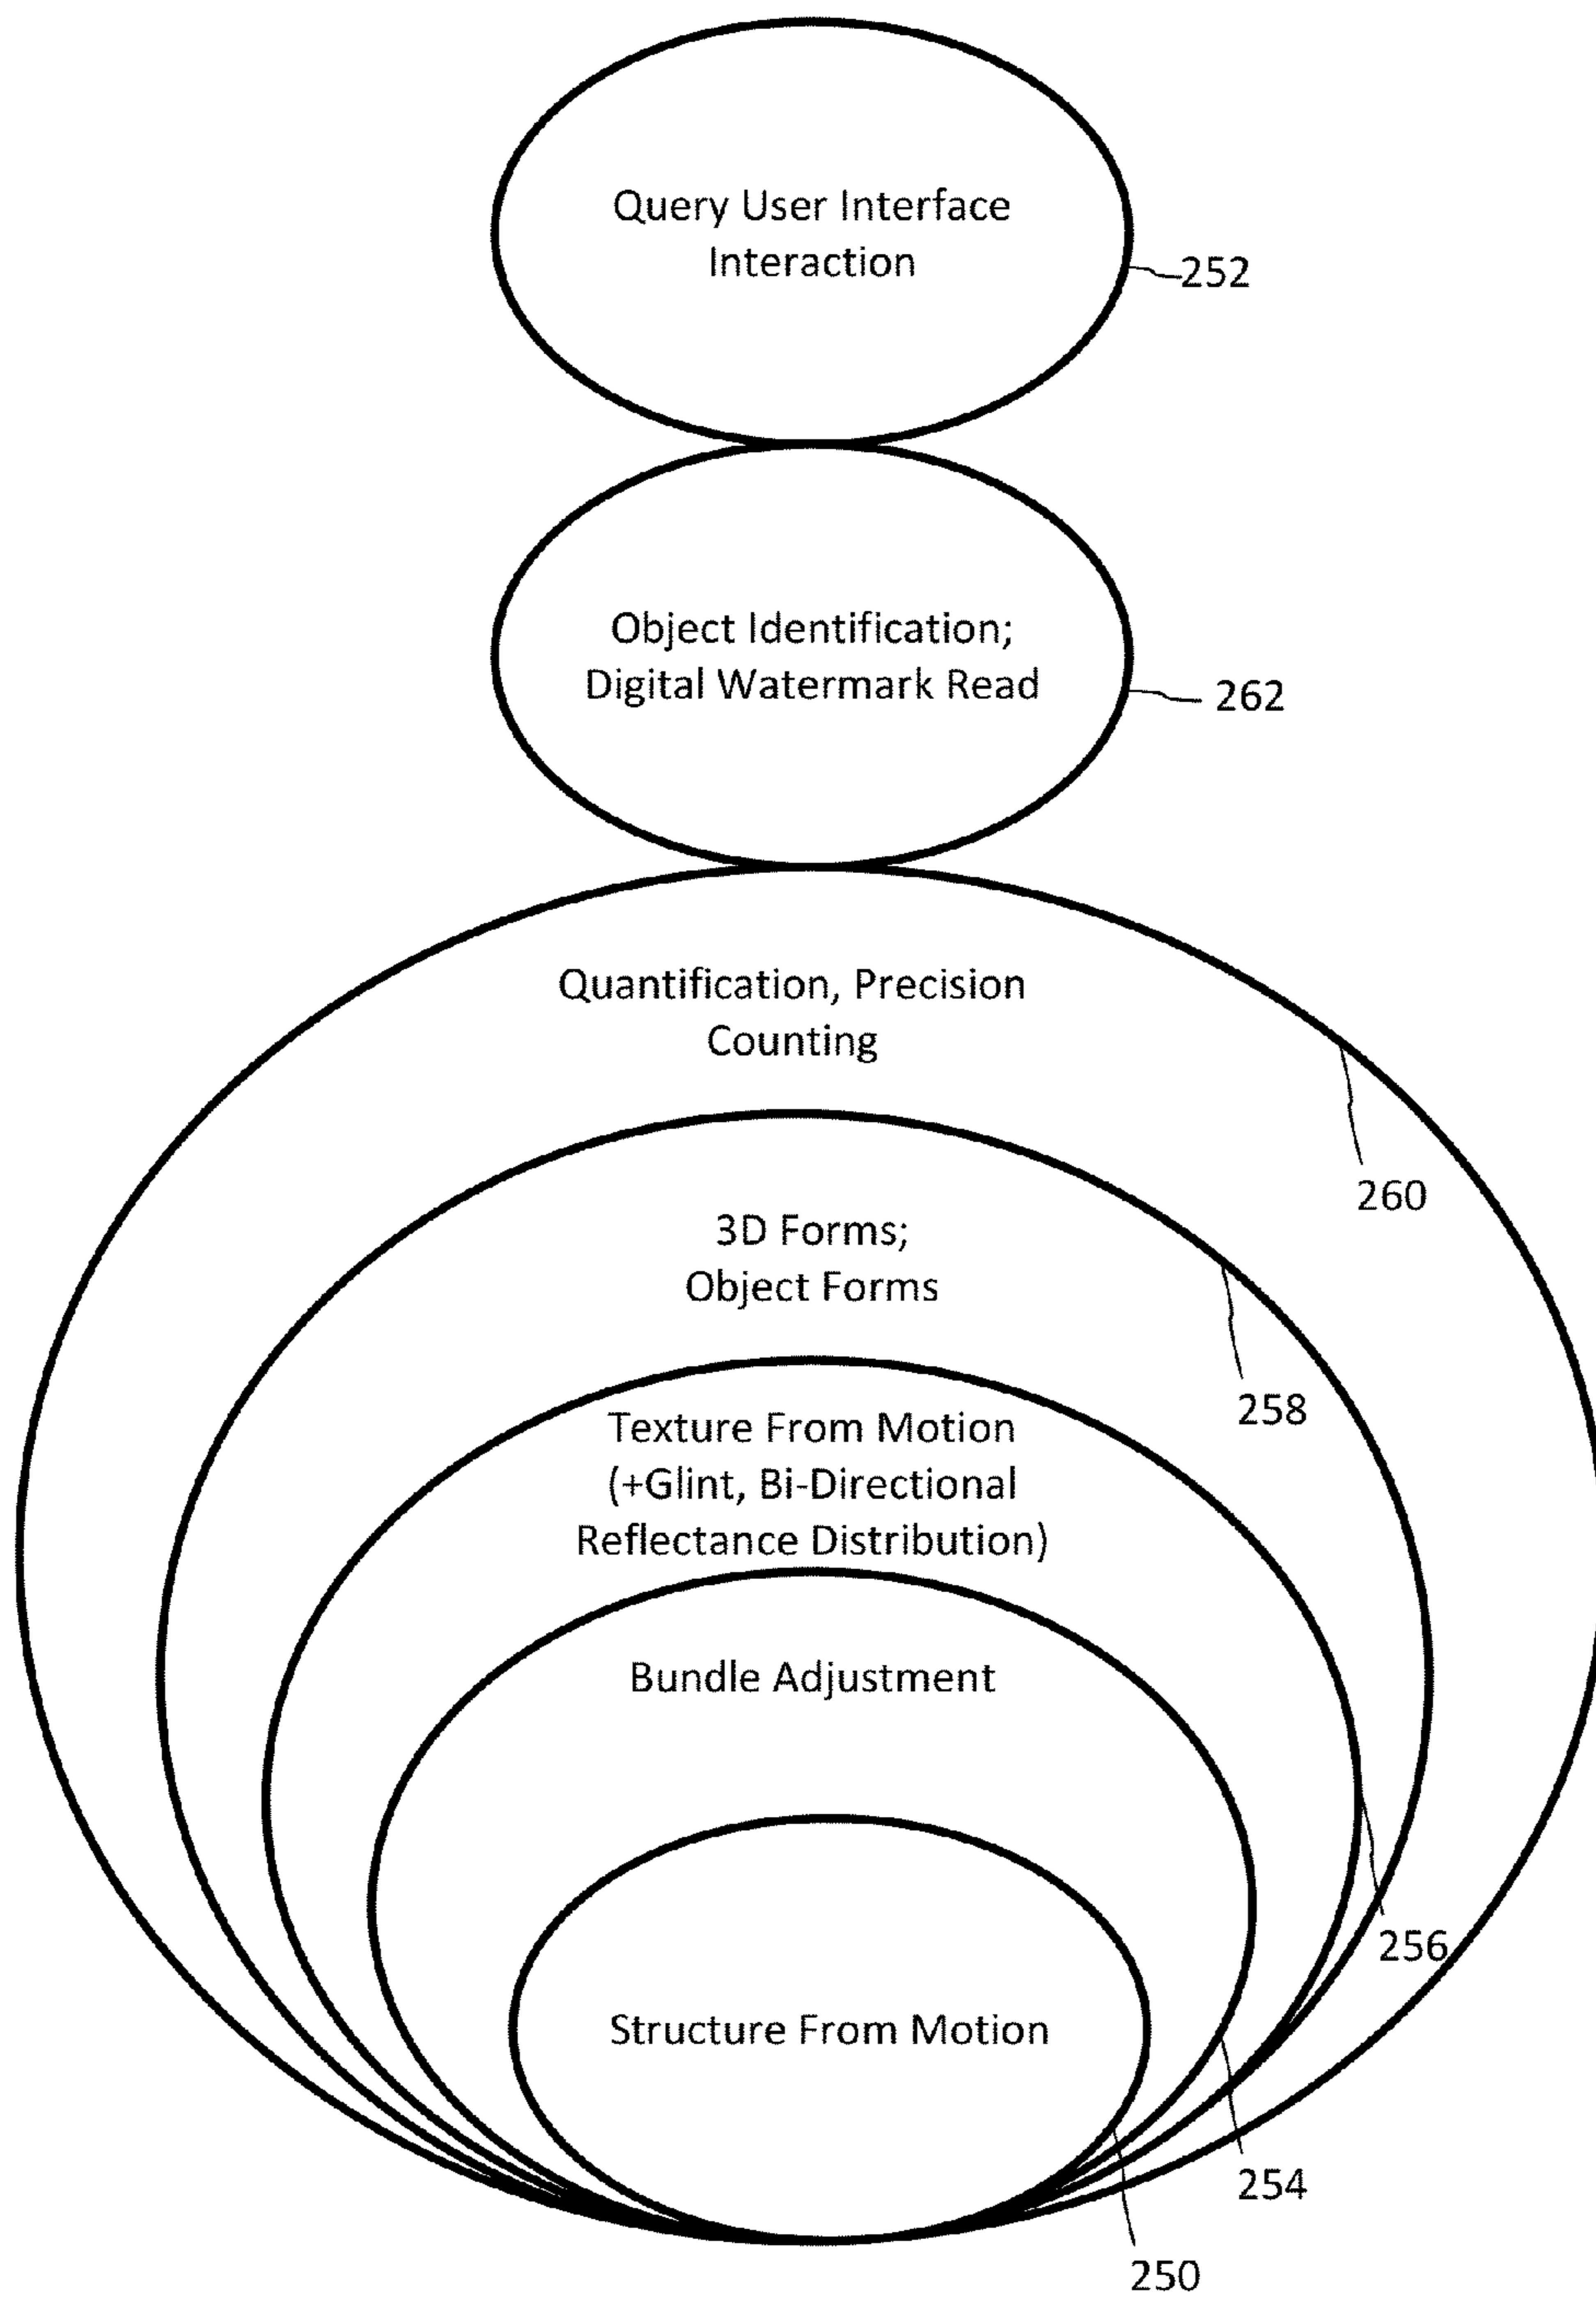 Query User Interface
Interaction
252
Object Identification;
Digital Watermark Read
262
Quantification, Precision
Counting
260
3D Forms;
Object Forms
258
Texture From Motion
(+Glint, Bi-Directional
Reflectance Distribution)
Bundle Adjustment
256
Structure From Motion
254
250